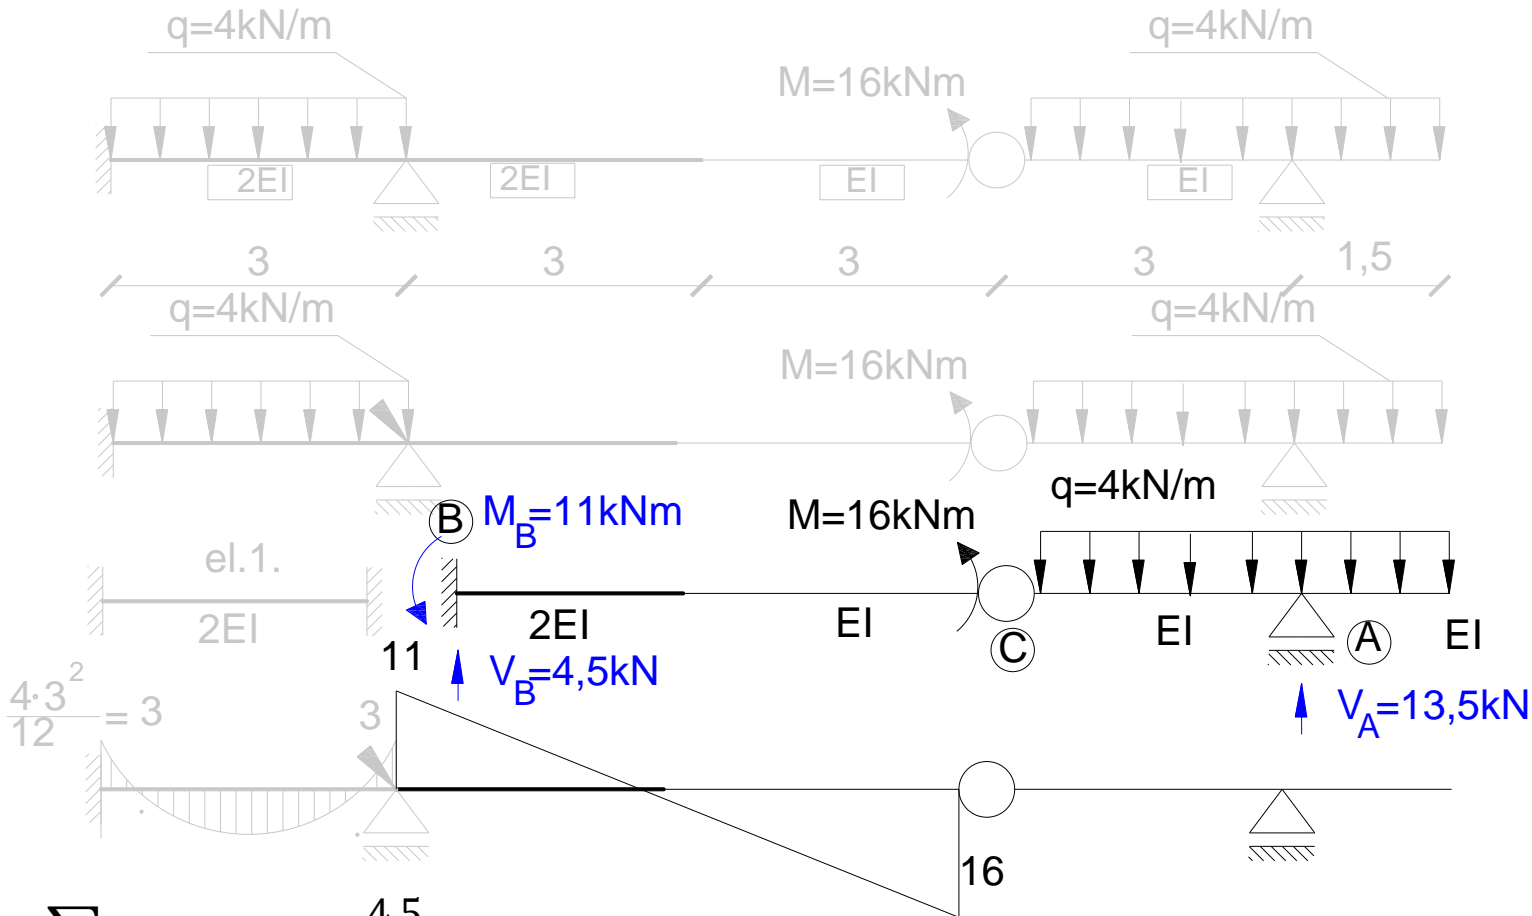 q=4kN/m
q=4kN/m
M=16kNm
2EI
2EI
EI
EI
3
3
3
3
1,5
q=4kN/m
q=4kN/m
M=16kNm
q=4kN/m
B
M_B=11kNm
M=16kNm
el.1.
2EI
2EI
EI
EI
EI
C
A
11
V_B=4,5kN
V_A=13,5kN
4·3²/12 = 3
3
16
4,5
∑